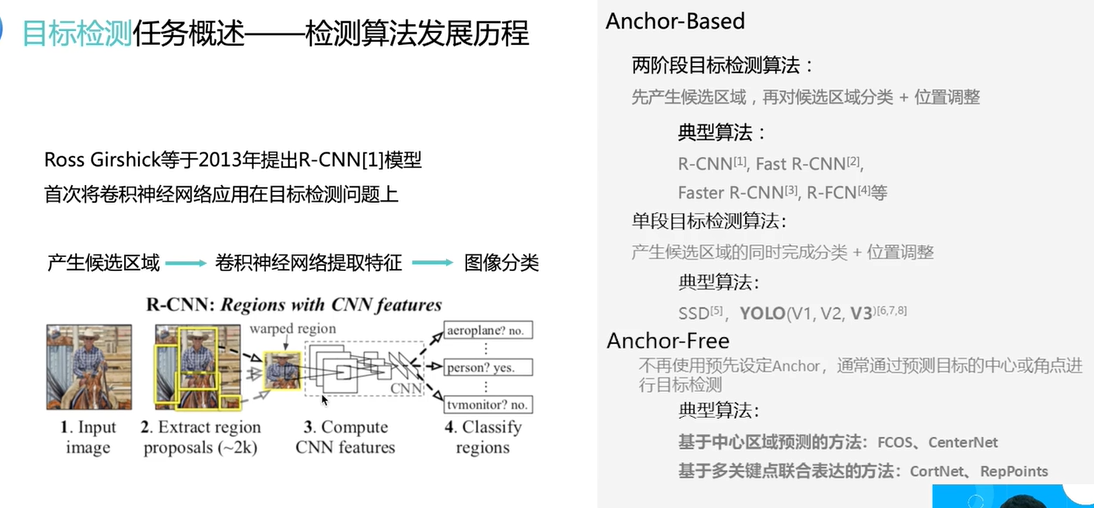 目标检测任务概述——检测算法发展历程
Ross Girshick等于2013年提出R-CNN[1]模型
首次将卷积神经网络应用在目标检测问题上
产生候选区域 卷积神经网络提取特征 图像分类
R-CNN: Regions with CNN features
warped region
aeroplane? no.
⋮
person? yes.
⋮
tvmonitor? no.
CNN
1. Input
image
2. Extract region
proposals (~2k)
3. Compute
CNN features
4. Classify
regions
Anchor-Based
两阶段目标检测算法：
先产生候选区域，再对候选区域分类 + 位置调整
典型算法：
R-CNN[1], Fast R-CNN[2],
Faster R-CNN[3], R-FCN[4]等
单段目标检测算法:
产生候选区域的同时完成分类 + 位置调整
典型算法:
SSD[5]，YOLO(V1, V2, V3)[6,7,8]
Anchor-Free
不再使用预先设定Anchor，通常通过预测目标的中心或角点进
行目标检测
典型算法:
基于中心区域预测的方法：FCOS、CenterNet
基于多关键点联合表达的方法：CortNet、RepPoints